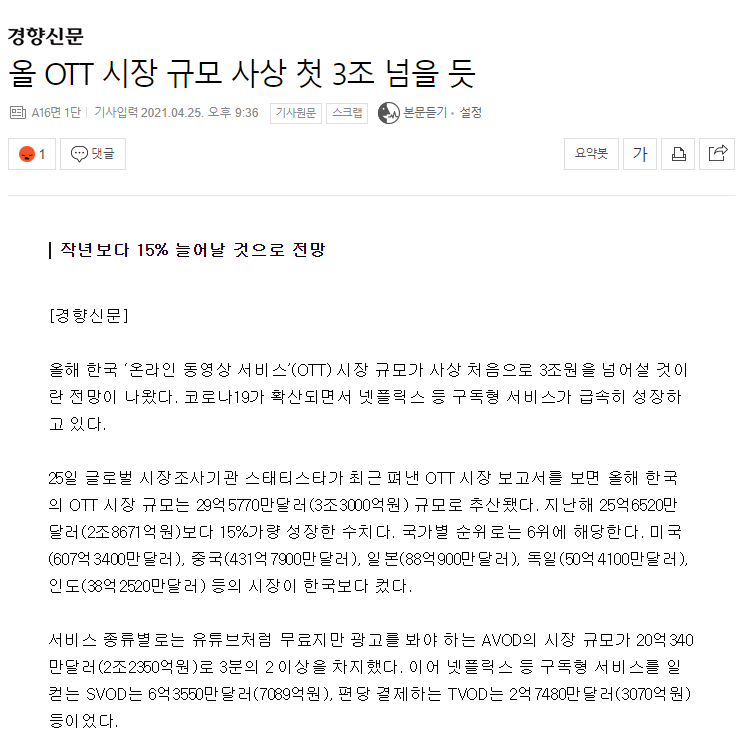 경향신문
올 OTT 시장 규모 사상 첫 3조 넘을 듯
A16면 1단 기사입력 2021.04.25. 오후 9:36 기사원문 스크랩 본문듣기 · 설정
1 댓글 요약봇 가
작년보다 15% 늘어날 것으로 전망
[경향신문]
올해 한국 ‘온라인 동영상 서비스’(OTT) 시장 규모가 사상 처음으로 3조원을 넘어설 것이
란 전망이 나왔다. 코로나19가 확산되면서 넷플릭스 등 구독형 서비스가 급속히 성장하
고 있다.
25일 글로벌 시장조사기관 스태티스타가 최근 펴낸 OTT 시장 보고서를 보면 올해 한국
의 OTT 시장 규모는 29억5770만달러(3조3000억원) 규모로 추산됐다. 지난해 25억6520만
달러(2조8671억원)보다 15%가량 성장한 수치다. 국가별 순위로는 6위에 해당한다. 미국
(607억3400만달러), 중국(431억7900만달러), 일본(88억900만달러), 독일(50억4100만달러),
인도(38억2520만달러) 등의 시장이 한국보다 컸다.
서비스 종류별로는 유튜브처럼 무료지만 광고를 봐야 하는 AVOD의 시장 규모가 20억340
만달러(2조2350억원)로 3분의 2 이상을 차지했다. 이어 넷플릭스 등 구독형 서비스를 일
컫는 SVOD는 6억3550만달러(7089억원), 편당 결제하는 TVOD는 2억7480만달러(3070억원)
등이었다.